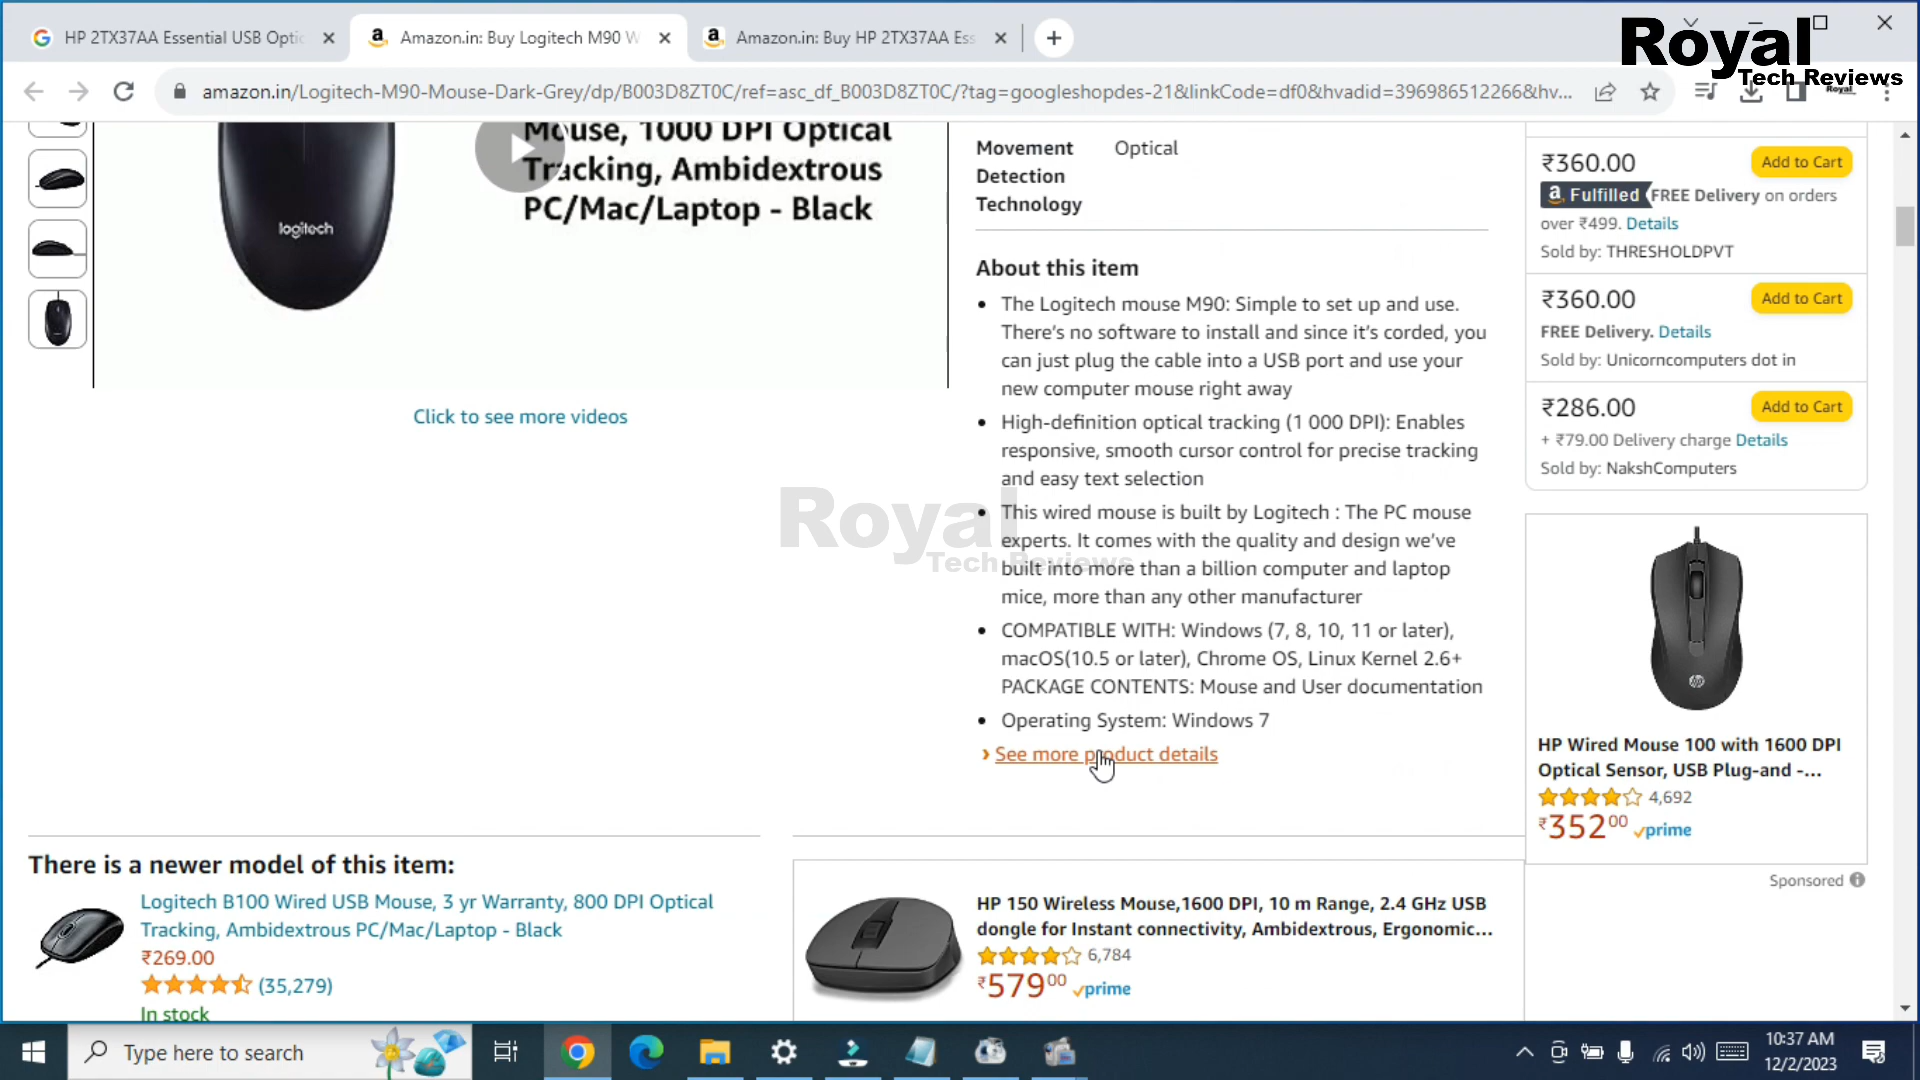 HP 2TX37AA Essential USB Optic
Amazon.in: Buy Logitech M90 W
Amazon.in: Buy HP 2TX37AA Ess
Royal
Tech Reviews
amazon.in/Logitech-M90-Mouse-Dark-Grey/dp/B003D8ZT0C/ref=asc_df_B003D8ZT0C/?tag=googleshopdes-21&linkCode=df0&hvadid=396986512266&hv...
Royal
Mouse, 1000 DPI Optical
Tracking, Ambidextrous
PC/Mac/Laptop - Black
logitech
Click to see more videos
Movement
Detection
Technology
Optical
About this item
• The Logitech mouse M90: Simple to set up and use.
There's no software to install and since it's corded, you
can just plug the cable into a USB port and use your
new computer mouse right away
• High-definition optical tracking (1 000 DPI): Enables
responsive, smooth cursor control for precise tracking
and easy text selection
• This wired mouse is built by Logitech : The PC mouse
experts. It comes with the quality and design we've
built into more than a billion computer and laptop
mice, more than any other manufacturer
• COMPATIBLE WITH: Windows (7, 8, 10, 11 or later),
macOS(10.5 or later), Chrome OS, Linux Kernel 2.6+
PACKAGE CONTENTS: Mouse and User documentation
• Operating System: Windows 7
› See more product details
Royal
Tech Reviews
₹360.00
Add to Cart
a Fulfilled FREE Delivery on orders
over ₹499. Details
Sold by: THRESHOLDPVT
₹360.00
Add to Cart
FREE Delivery. Details
Sold by: Unicorncomputers dot in
₹286.00
Add to Cart
+ ₹79.00 Delivery charge Details
Sold by: NakshComputers
hp
HP Wired Mouse 100 with 1600 DPI
Optical Sensor, USB Plug-and -...
4,692
₹352⁰⁰ prime
Sponsored
There is a newer model of this item:
Logitech B100 Wired USB Mouse, 3 yr Warranty, 800 DPI Optical
Tracking, Ambidextrous PC/Mac/Laptop - Black
₹269.00
(35,279)
In stock
HP 150 Wireless Mouse,1600 DPI, 10 m Range, 2.4 GHz USB
dongle for Instant connectivity, Ambidextrous, Ergonomic...
6,784
₹579⁰⁰ prime
Type here to search
10:37 AM
12/2/2023